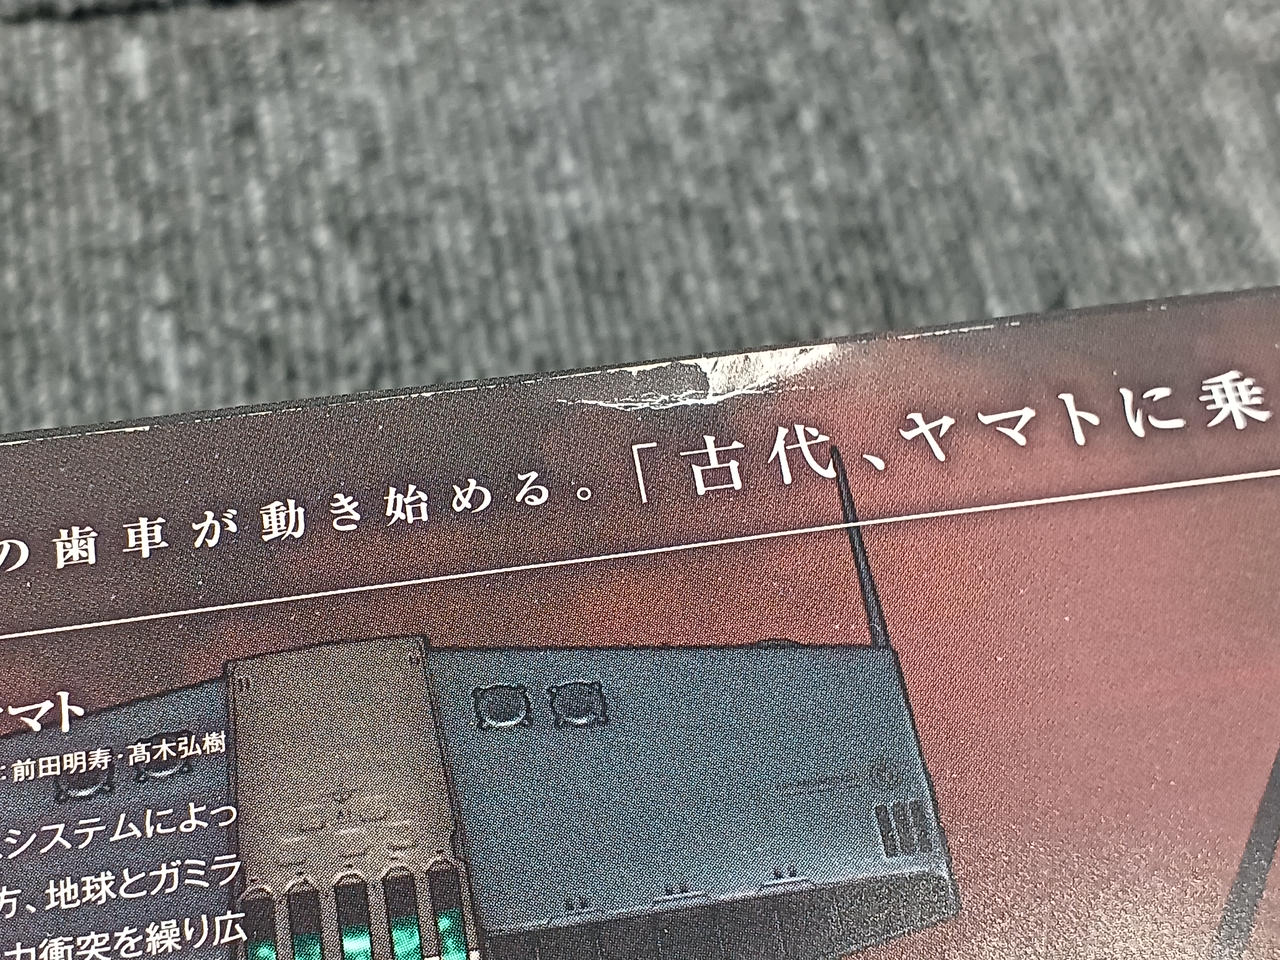 の歯車が動き始める。「古代、ヤマトに乗
マト
：前田明寿・髙木弘樹
システムによっ
方、地球とガミラ
力衝突を繰り広